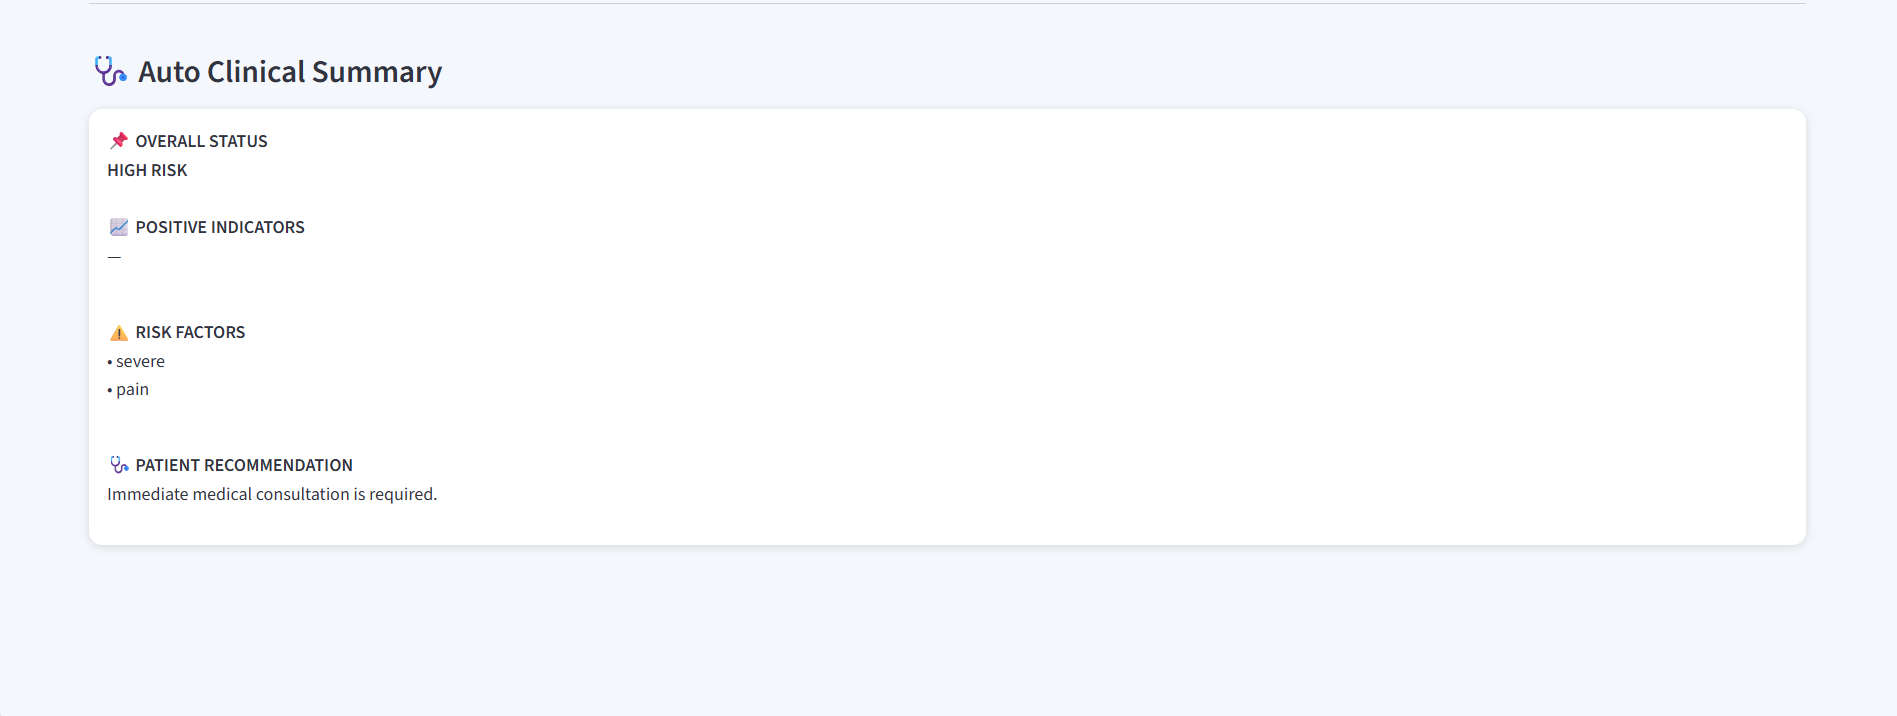 Auto Clinical Summary
OVERALL STATUS
HIGH RISK
POSITIVE INDICATORS
—
RISK FACTORS
• severe
• pain
PATIENT RECOMMENDATION
Immediate medical consultation is required.